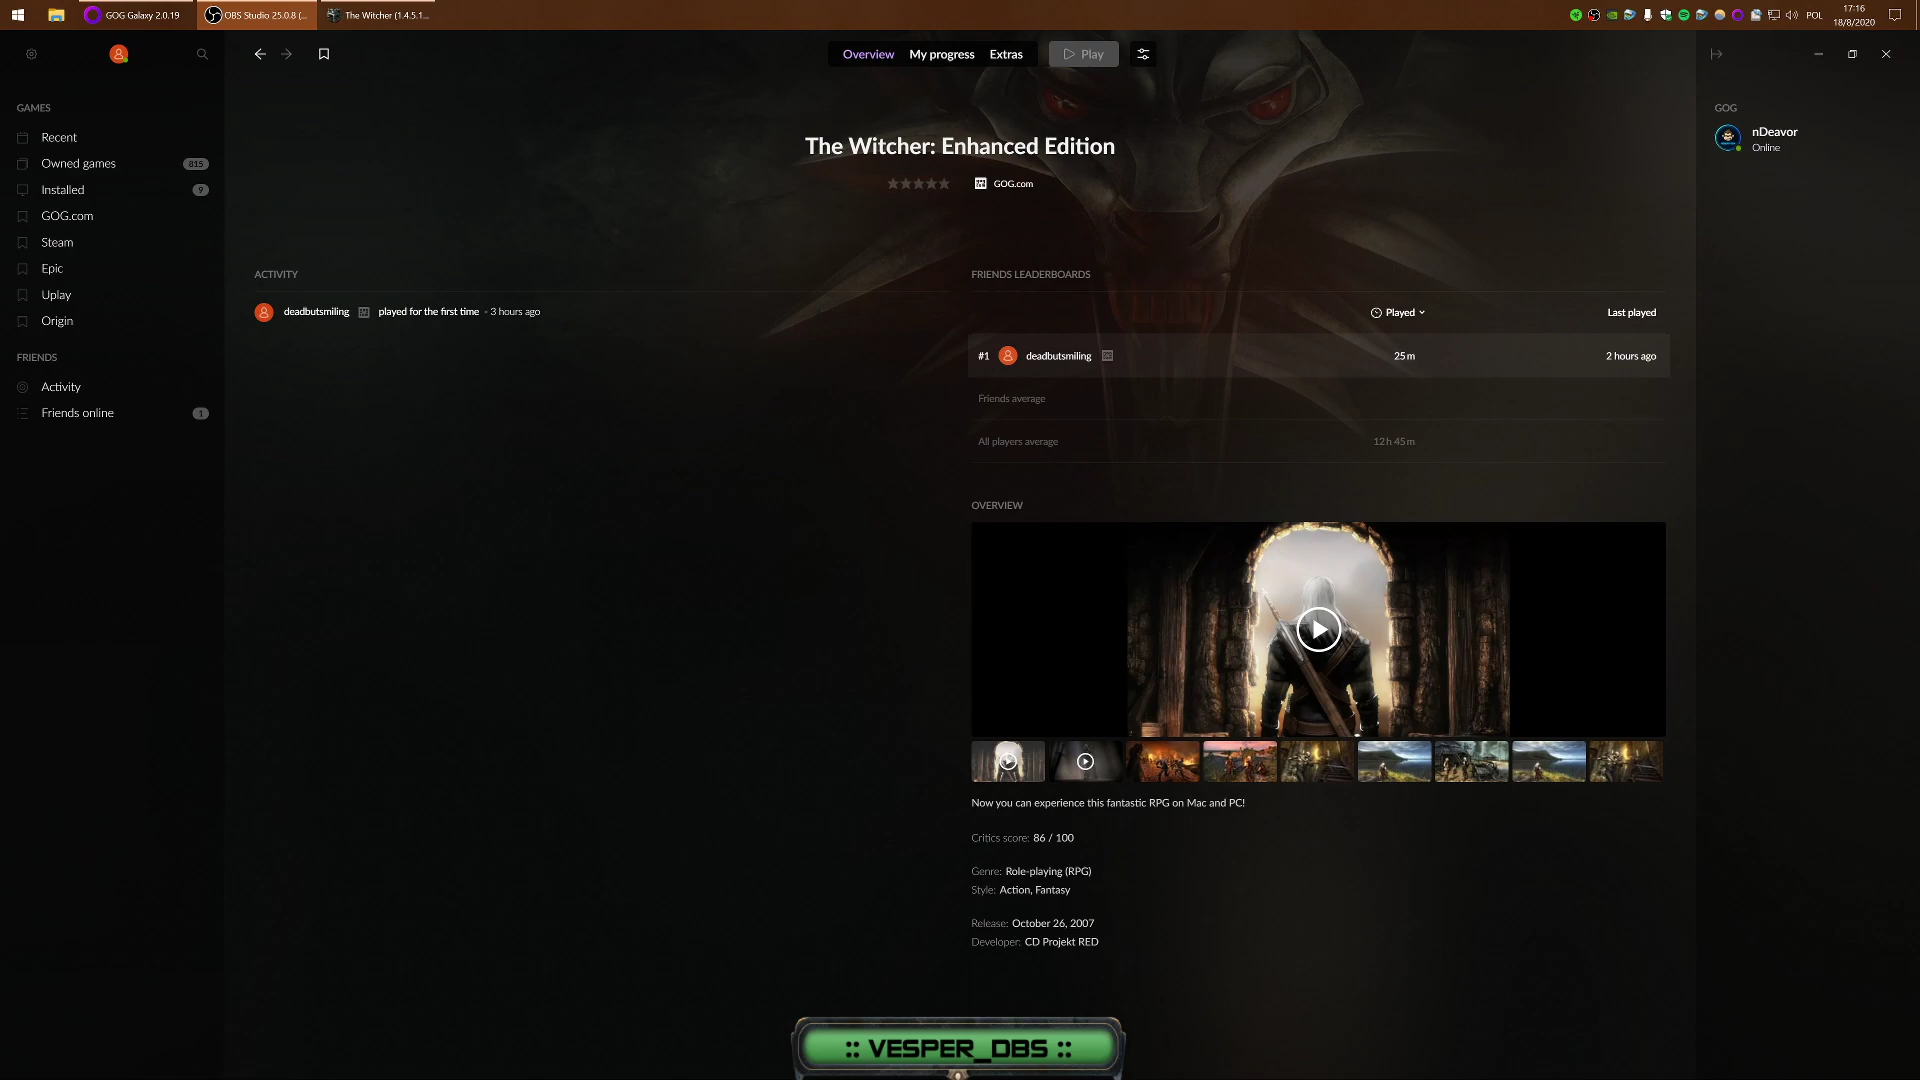 GOG Galaxy 2.0.19
OBS Studio 25.0.8 (...
The Witcher (1.4.5.1...
POL
17:16
18/8/2020
Overview
My progress
Extras
Play
GAMES
Recent
Owned games
815
Installed
9
GOG.com
Steam
Epic
Uplay
Origin
FRIENDS
Activity
Friends online
1
The Witcher: Enhanced Edition
GOG.com
ACTIVITY
deadbutsmiling played for the first time - 3 hours ago
FRIENDS LEADERBOARDS
Played
Last played
#1 deadbutsmiling 25 m 2 hours ago
Friends average
All players average 12 h 45 m
OVERVIEW
Now you can experience this fantastic RPG on Mac and PC!
Critics score: 86 / 100
Genre: Role-playing (RPG)
Style: Action, Fantasy
Release: October 26, 2007
Developer: CD Projekt RED
GOG
nDeavor
Online
:: VESPER_DBS ::